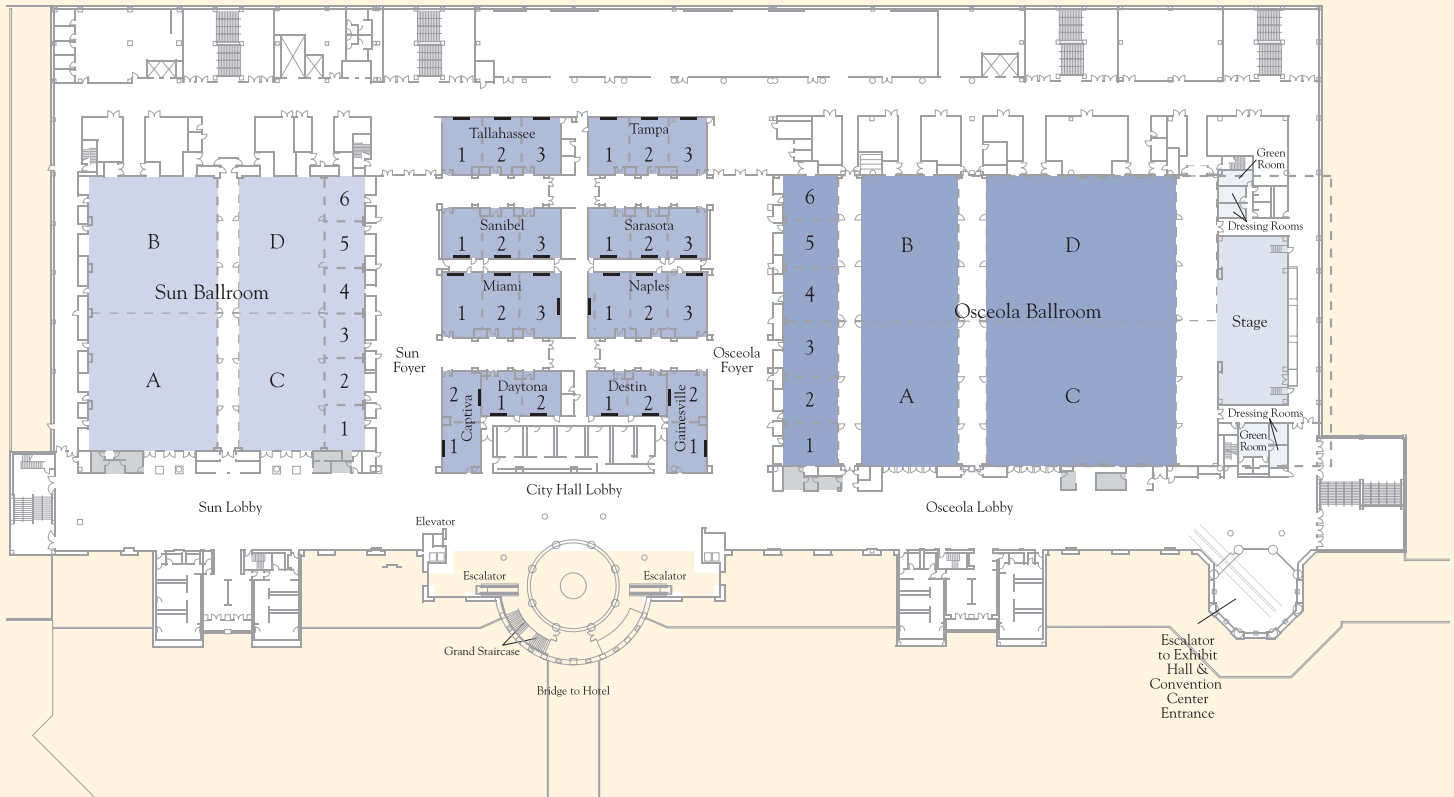 Tallahassee
1 2 3
Tampa
1 2 3
Green
Room
Dressing Rooms
6
5
4
3
2
1
B
D
Sun Ballroom
A
C
Sanibel
1 2 3
Sarasota
1 2 3
Miami
1 2 3
Naples
1 2 3
Sun
Foyer
Osceola
Foyer
2
Captiva
1
Daytona
1 2
Destin
1 2
Gainesville
2
1
6
5
4
3
2
1
B
D
Osceola Ballroom
A
C
Stage
Dressing Rooms
Green
Room
City Hall Lobby
Sun Lobby
Osceola Lobby
Elevator
Escalator
Escalator
Grand Staircase
Bridge to Hotel
Escalator
to Exhibit
Hall &
Convention
Center
Entrance